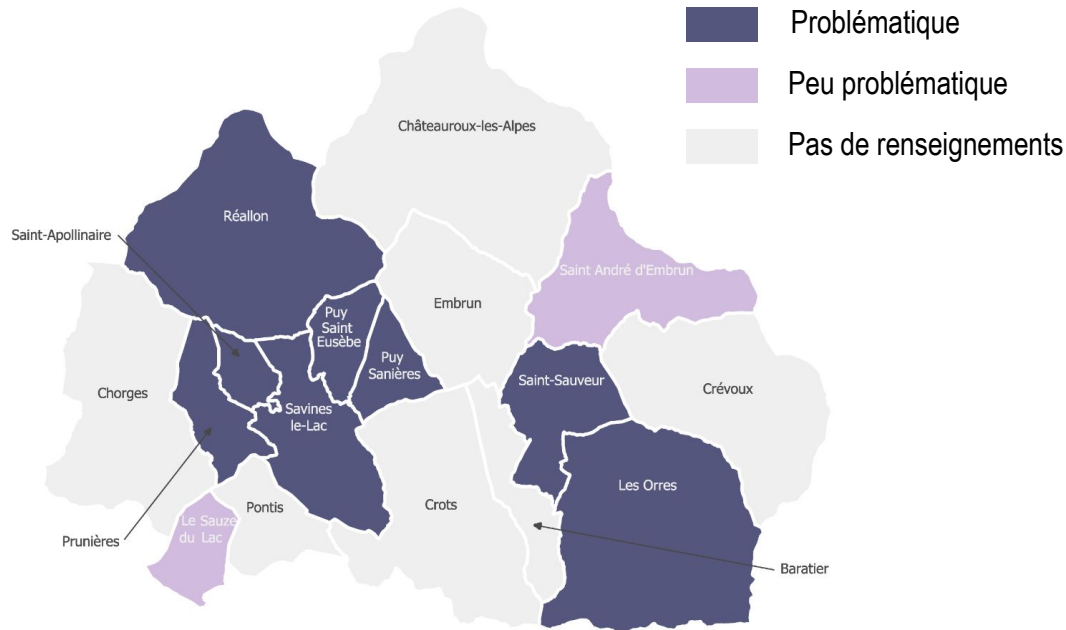 Problématique
Peu problématique
Pas de renseignements
Châteauroux-les-Alpes
Réallon
Saint-Apollinaire
Saint André d'Embrun
Embrun
Puy
Saint
Eusèbe
Puy
Sanières
Saint-Sauveur
Crévoux
Chorges
Savines
le-Lac
Les Orres
Crots
Pontis
Le Sauze
du Lac
Prunières
Baratier